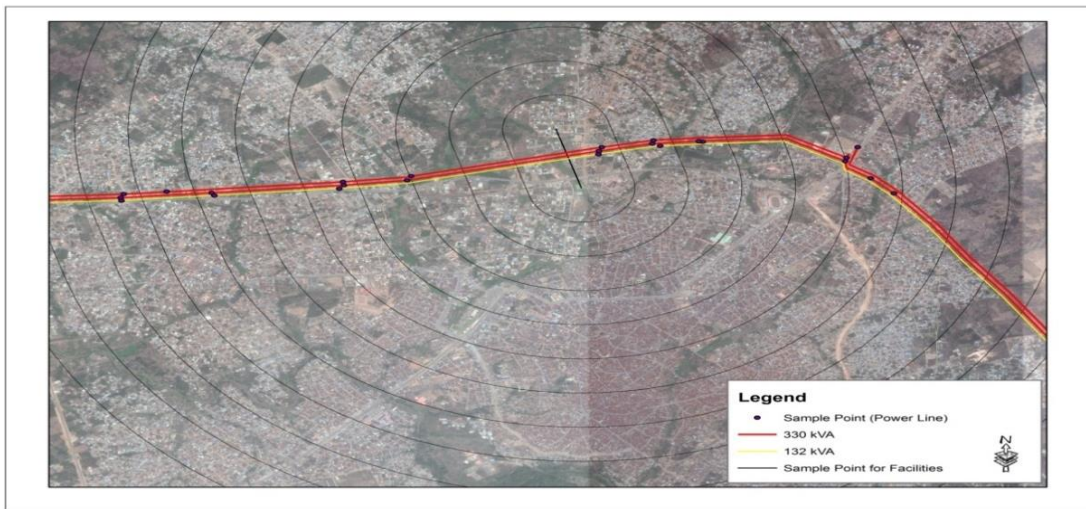 Legend
Sample Point (Power Line)
330 kVA
132 kVA
Sample Point for Facilities
N